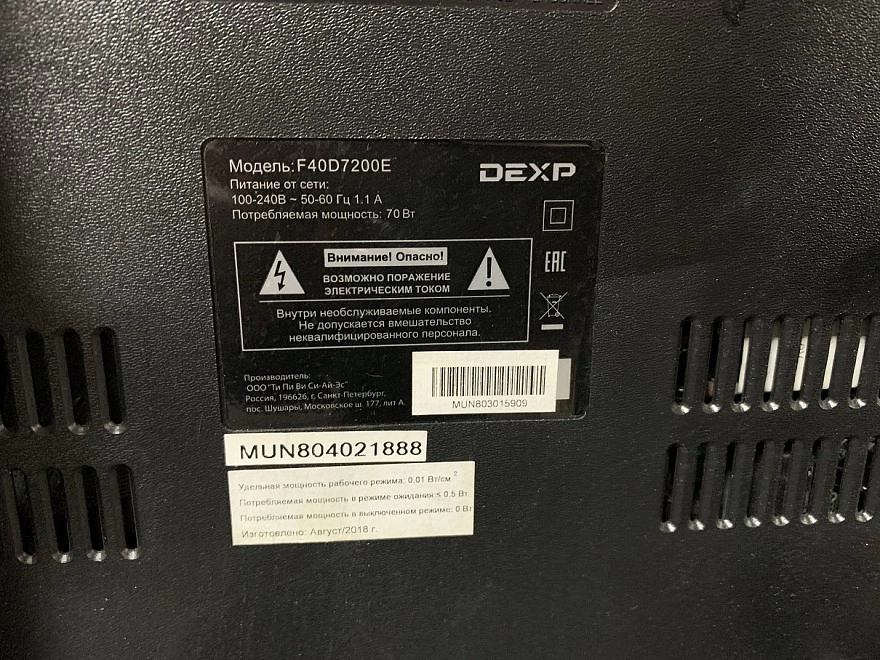 Модель: F40D7200E
DEXP
Питание от сети:
100-240В ~ 50-60 Гц 1.1 А
Потребляемая мощность: 70 Вт
Внимание! Опасно!
ВОЗМОЖНО ПОРАЖЕНИЕ
ЭЛЕКТРИЧЕСКИМ ТОКОМ
Внутри необслуживаемые компоненты.
Не допускается вмешательство
неквалифицированного персонала.
EAC
Производитель:
ООО "Ти Пи Ви Си-Ай-Эс"
Россия, 196626, г. Санкт-Петербург,
пос. Шушары, Московское ш. 177, лит А.
MUN803015909
MUN804021888
Удельная мощность рабочего режима: 0,01 Вт/см²
Потребляемая мощность в режиме ожидания ≤ 0,5 Вт
Потребляемая мощность в выключенном режиме: 0 Вт
Изготовлено: Август/2018 г.